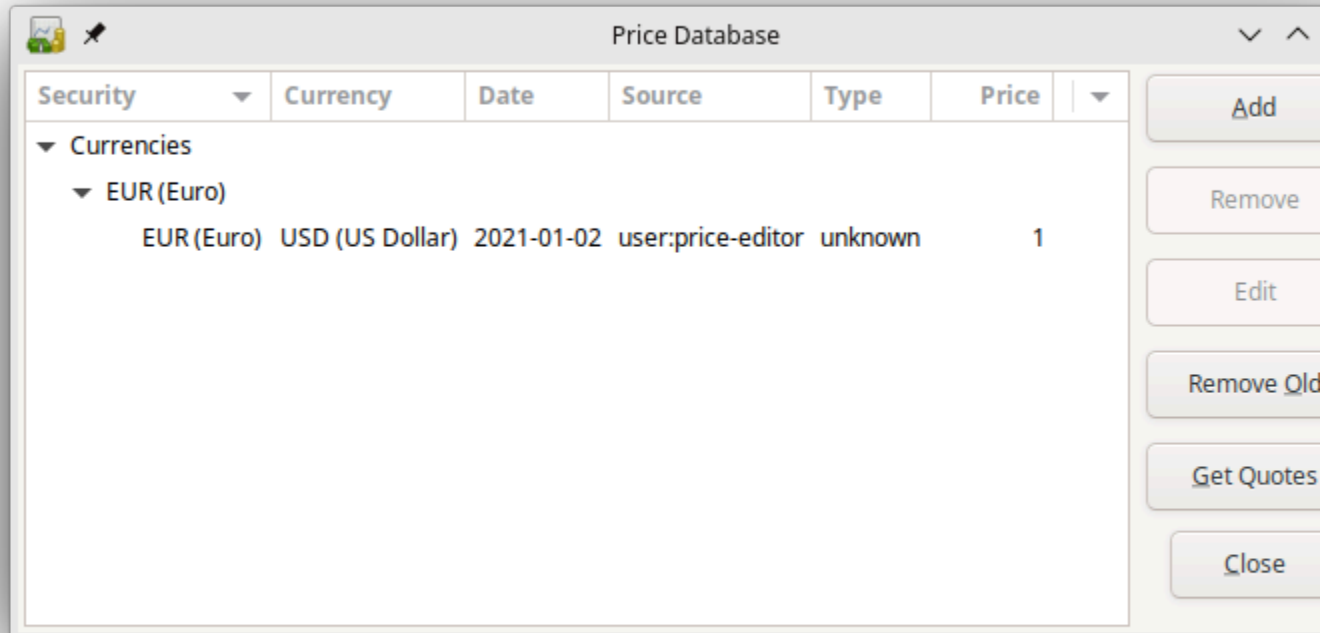 Price Database
Security Currency Date Source Type Price
Currencies
EUR (Euro)
EUR (Euro) USD (US Dollar) 2021-01-02 user:price-editor unknown 1
Add
Remove
Edit
Remove Old
Get Quotes
Close